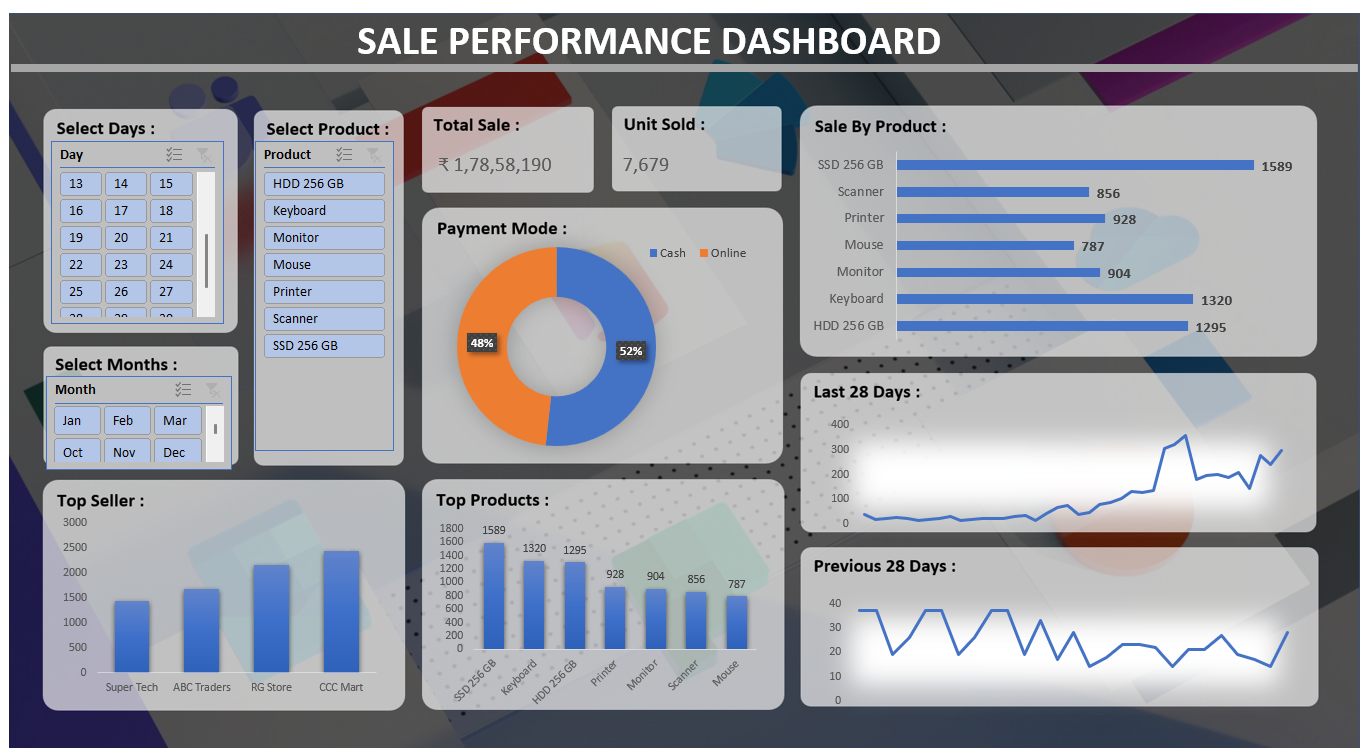 SALE PERFORMANCE DASHBOARD
Select Days :
Day
13 14 15
16 17 18
19 20 21
22 23 24
25 26 27
Select Months :
Month
Jan Feb Mar
Oct Nov Dec
Select Product :
Product
HDD 256 GB
Keyboard
Monitor
Mouse
Printer
Scanner
SSD 256 GB
Total Sale :
₹ 1,78,58,190
Unit Sold :
7,679
Payment Mode :
Cash Online
48% 52%
Sale By Product :
SSD 256 GB 1589
Scanner 856
Printer 928
Mouse 787
Monitor 904
Keyboard 1320
HDD 256 GB 1295
Last 28 Days :
400
300
200
100
0
Previous 28 Days :
40
30
20
10
0
Top Seller :
3000
2500
2000
1500
1000
500
0
Super Tech ABC Traders RG Store CCC Mart
Top Products :
1800
1600
1400
1200
1000
800
600
400
200
0
1589 1320 1295 928 904 856 787
SSD 256 GB Keyboard HDD 256 GB Printer Monitor Scanner Mouse